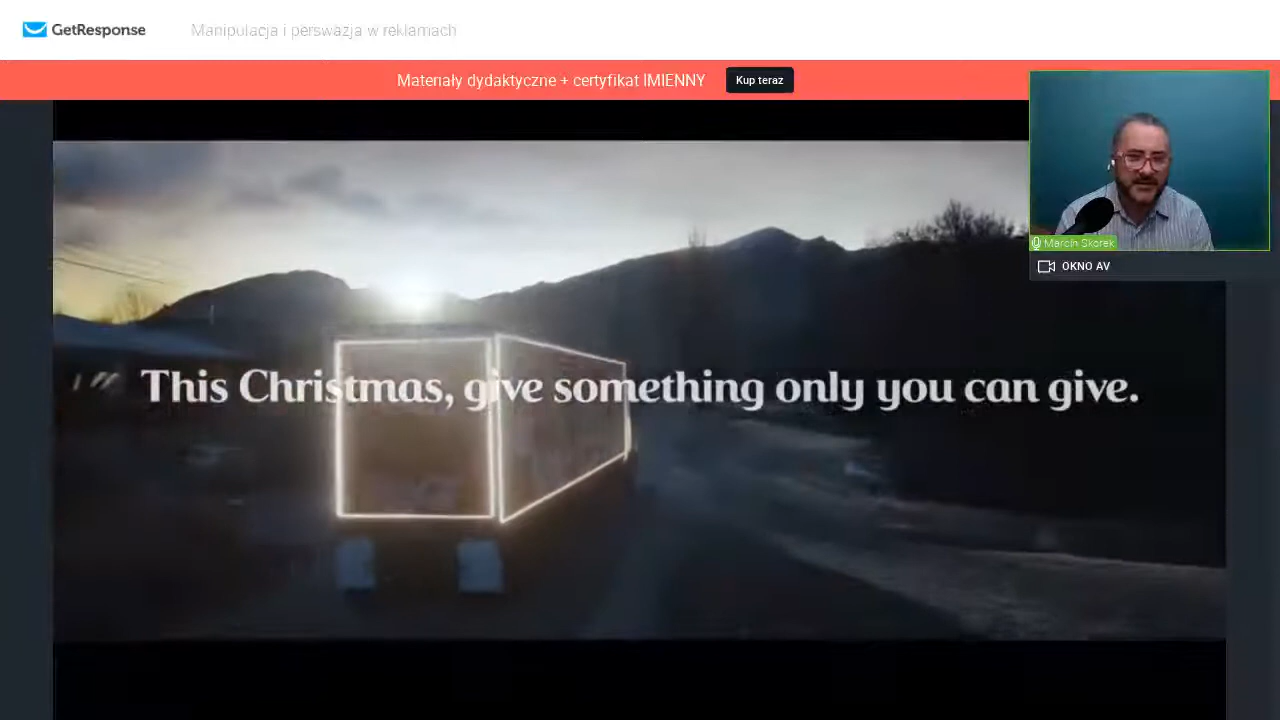 GetResponse
Manipulacja i perswazja w reklamach
Materiały dydaktyczne + certyfikat IMIENNY
Kup teraz
Marcin Skorek
OKNO AV
This Christmas, give something only you can give.